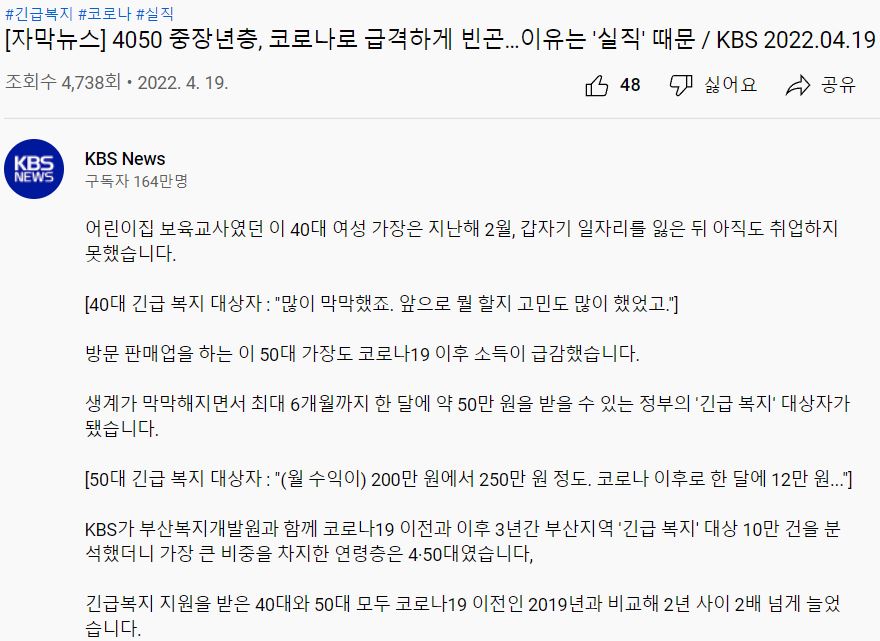 #긴급복지 #코로나 #실직
[자막뉴스] 4050 중장년층, 코로나로 급격하게 빈곤…이유는 '실직' 때문 / KBS 2022.04.19
조회수 4,738회 • 2022. 4. 19.
48 싫어요 공유
KBS NEWS
KBS News
구독자 164만명
어린이집 보육교사였던 이 40대 여성 가장은 지난해 2월, 갑자기 일자리를 잃은 뒤 아직도 취업하지
못했습니다.
[40대 긴급 복지 대상자 : "많이 막막했죠. 앞으로 뭘 할지 고민도 많이 했었고."]
방문 판매업을 하는 이 50대 가장도 코로나19 이후 소득이 급감했습니다.
생계가 막막해지면서 최대 6개월까지 한 달에 약 50만 원을 받을 수 있는 정부의 '긴급 복지' 대상자가
됐습니다.
[50대 긴급 복지 대상자 : "(월 수익이) 200만 원에서 250만 원 정도. 코로나 이후로 한 달에 12만 원..."]
KBS가 부산복지개발원과 함께 코로나19 이전과 이후 3년간 부산지역 '긴급 복지' 대상 10만 건을 분
석했더니 가장 큰 비중을 차지한 연령층은 4·50대였습니다,
긴급복지 지원을 받은 40대와 50대 모두 코로나19 이전인 2019년과 비교해 2년 사이 2배 넘게 늘었
습니다.